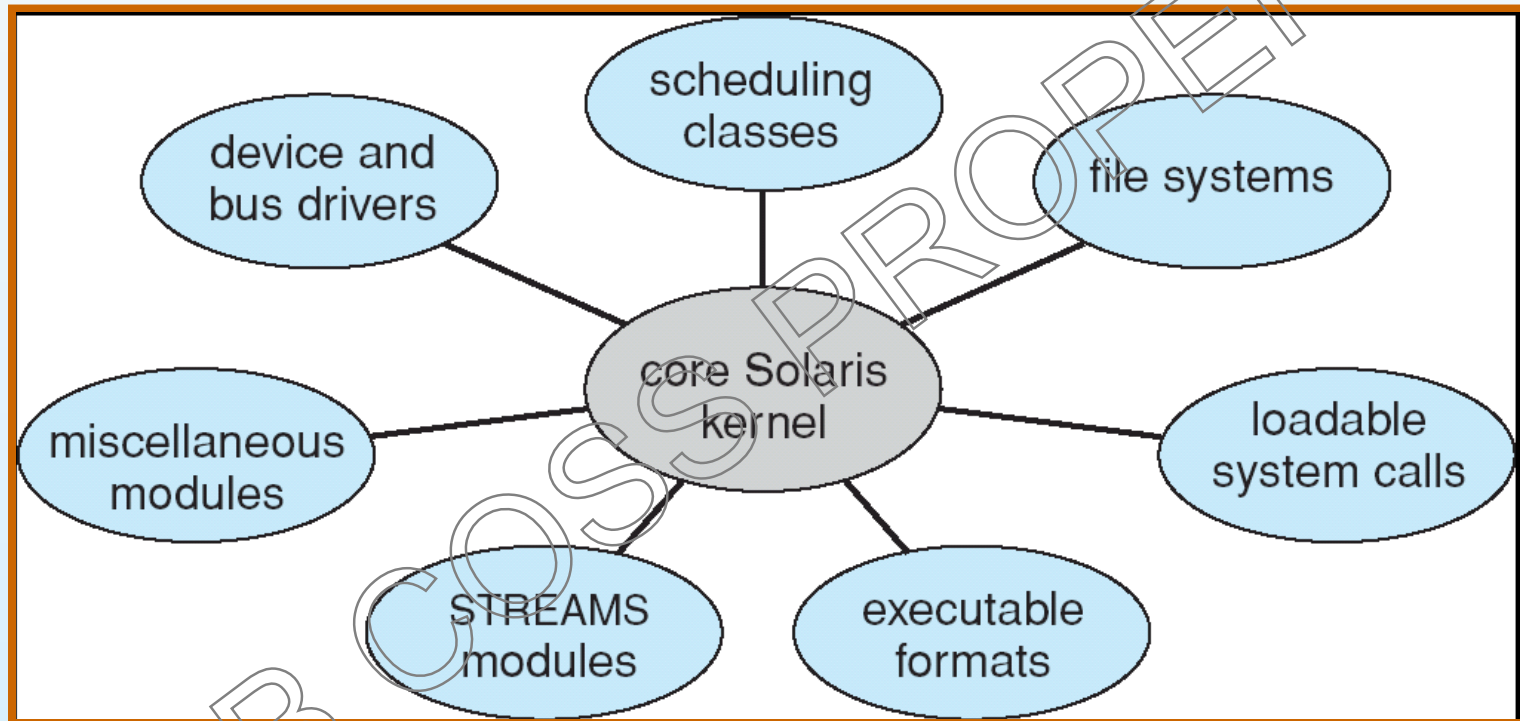 scheduling
classes
device and
bus drivers
file systems
core Solaris
kernel
miscellaneous
modules
loadable
system calls
STREAMS
modules
executable
formats
COSS